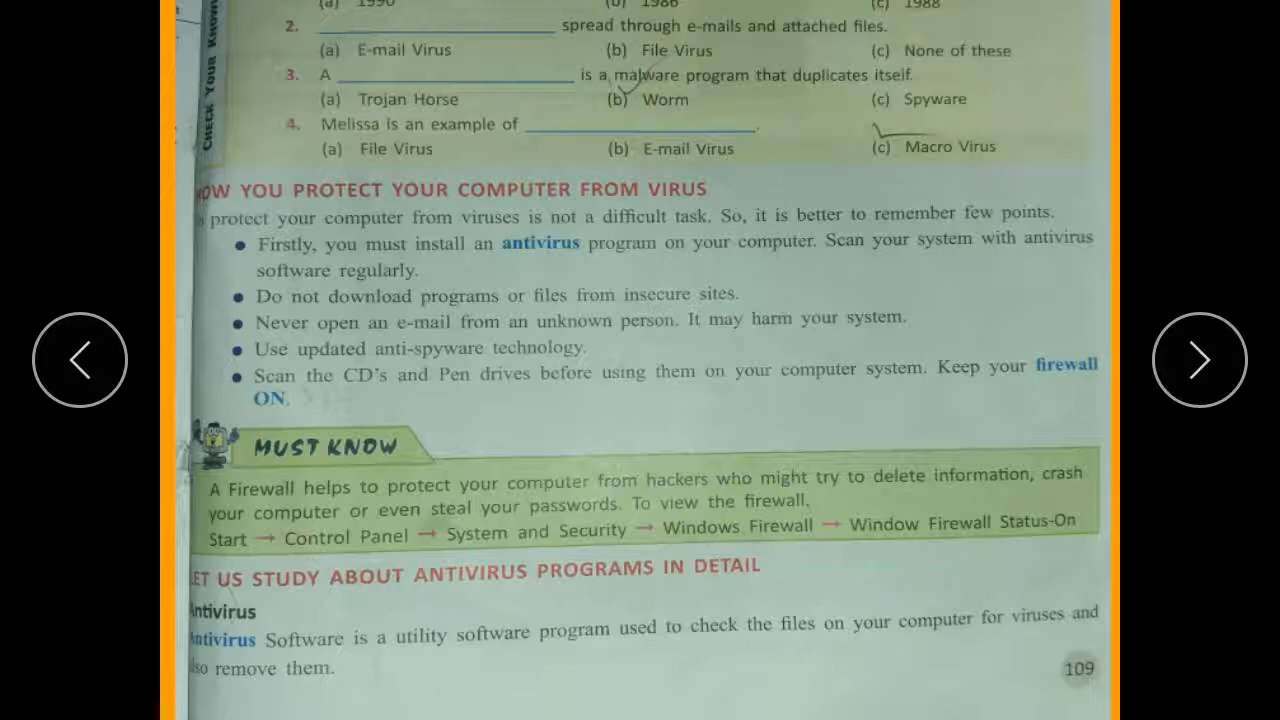 (a) 1990 (b) 1986 (c) 1988
2. spread through e-mails and attached files.
(a) E-mail Virus (b) File Virus (c) None of these
3. A is a malware program that duplicates itself.
(a) Trojan Horse (b) Worm (c) Spyware
4. Melissa is an example of .
(a) File Virus (b) E-mail Virus (c) Macro Virus
CHECK YOUR KNOW
OW YOU PROTECT YOUR COMPUTER FROM VIRUS
protect your computer from viruses is not a difficult task. So, it is better to remember few points.
• Firstly, you must install an antivirus program on your computer. Scan your system with antivirus
software regularly.
• Do not download programs or files from insecure sites.
• Never open an e-mail from an unknown person. It may harm your system.
• Use updated anti-spyware technology.
• Scan the CD's and Pen drives before using them on your computer system. Keep your firewall
ON.
MUST KNOW
A Firewall helps to protect your computer from hackers who might try to delete information, crash
your computer or even steal your passwords. To view the firewall.
Start → Control Panel → System and Security → Windows Firewall → Window Firewall Status-On
ET US STUDY ABOUT ANTIVIRUS PROGRAMS IN DETAIL
ntivirus
ntivirus Software is a utility software program used to check the files on your computer for viruses and
lso remove them.
109